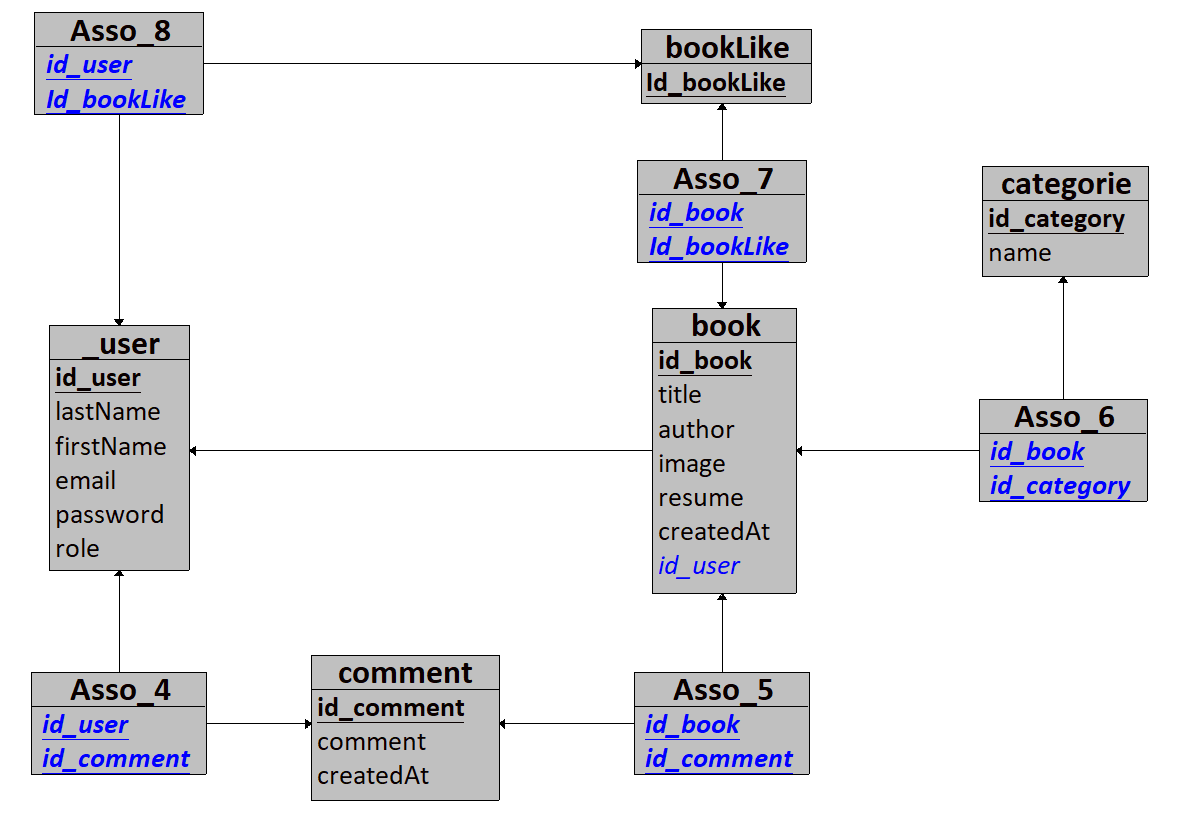 Asso_8
id_user
Id_bookLike
bookLike
Id_bookLike
Asso_7
id_book
Id_bookLike
categorie
id_category
name
_user
id_user
lastName
firstName
email
password
role
book
id_book
title
author
image
resume
createdAt
id_user
Asso_6
id_book
id_category
Asso_4
id_user
id_comment
comment
id_comment
comment
createdAt
Asso_5
id_book
id_comment